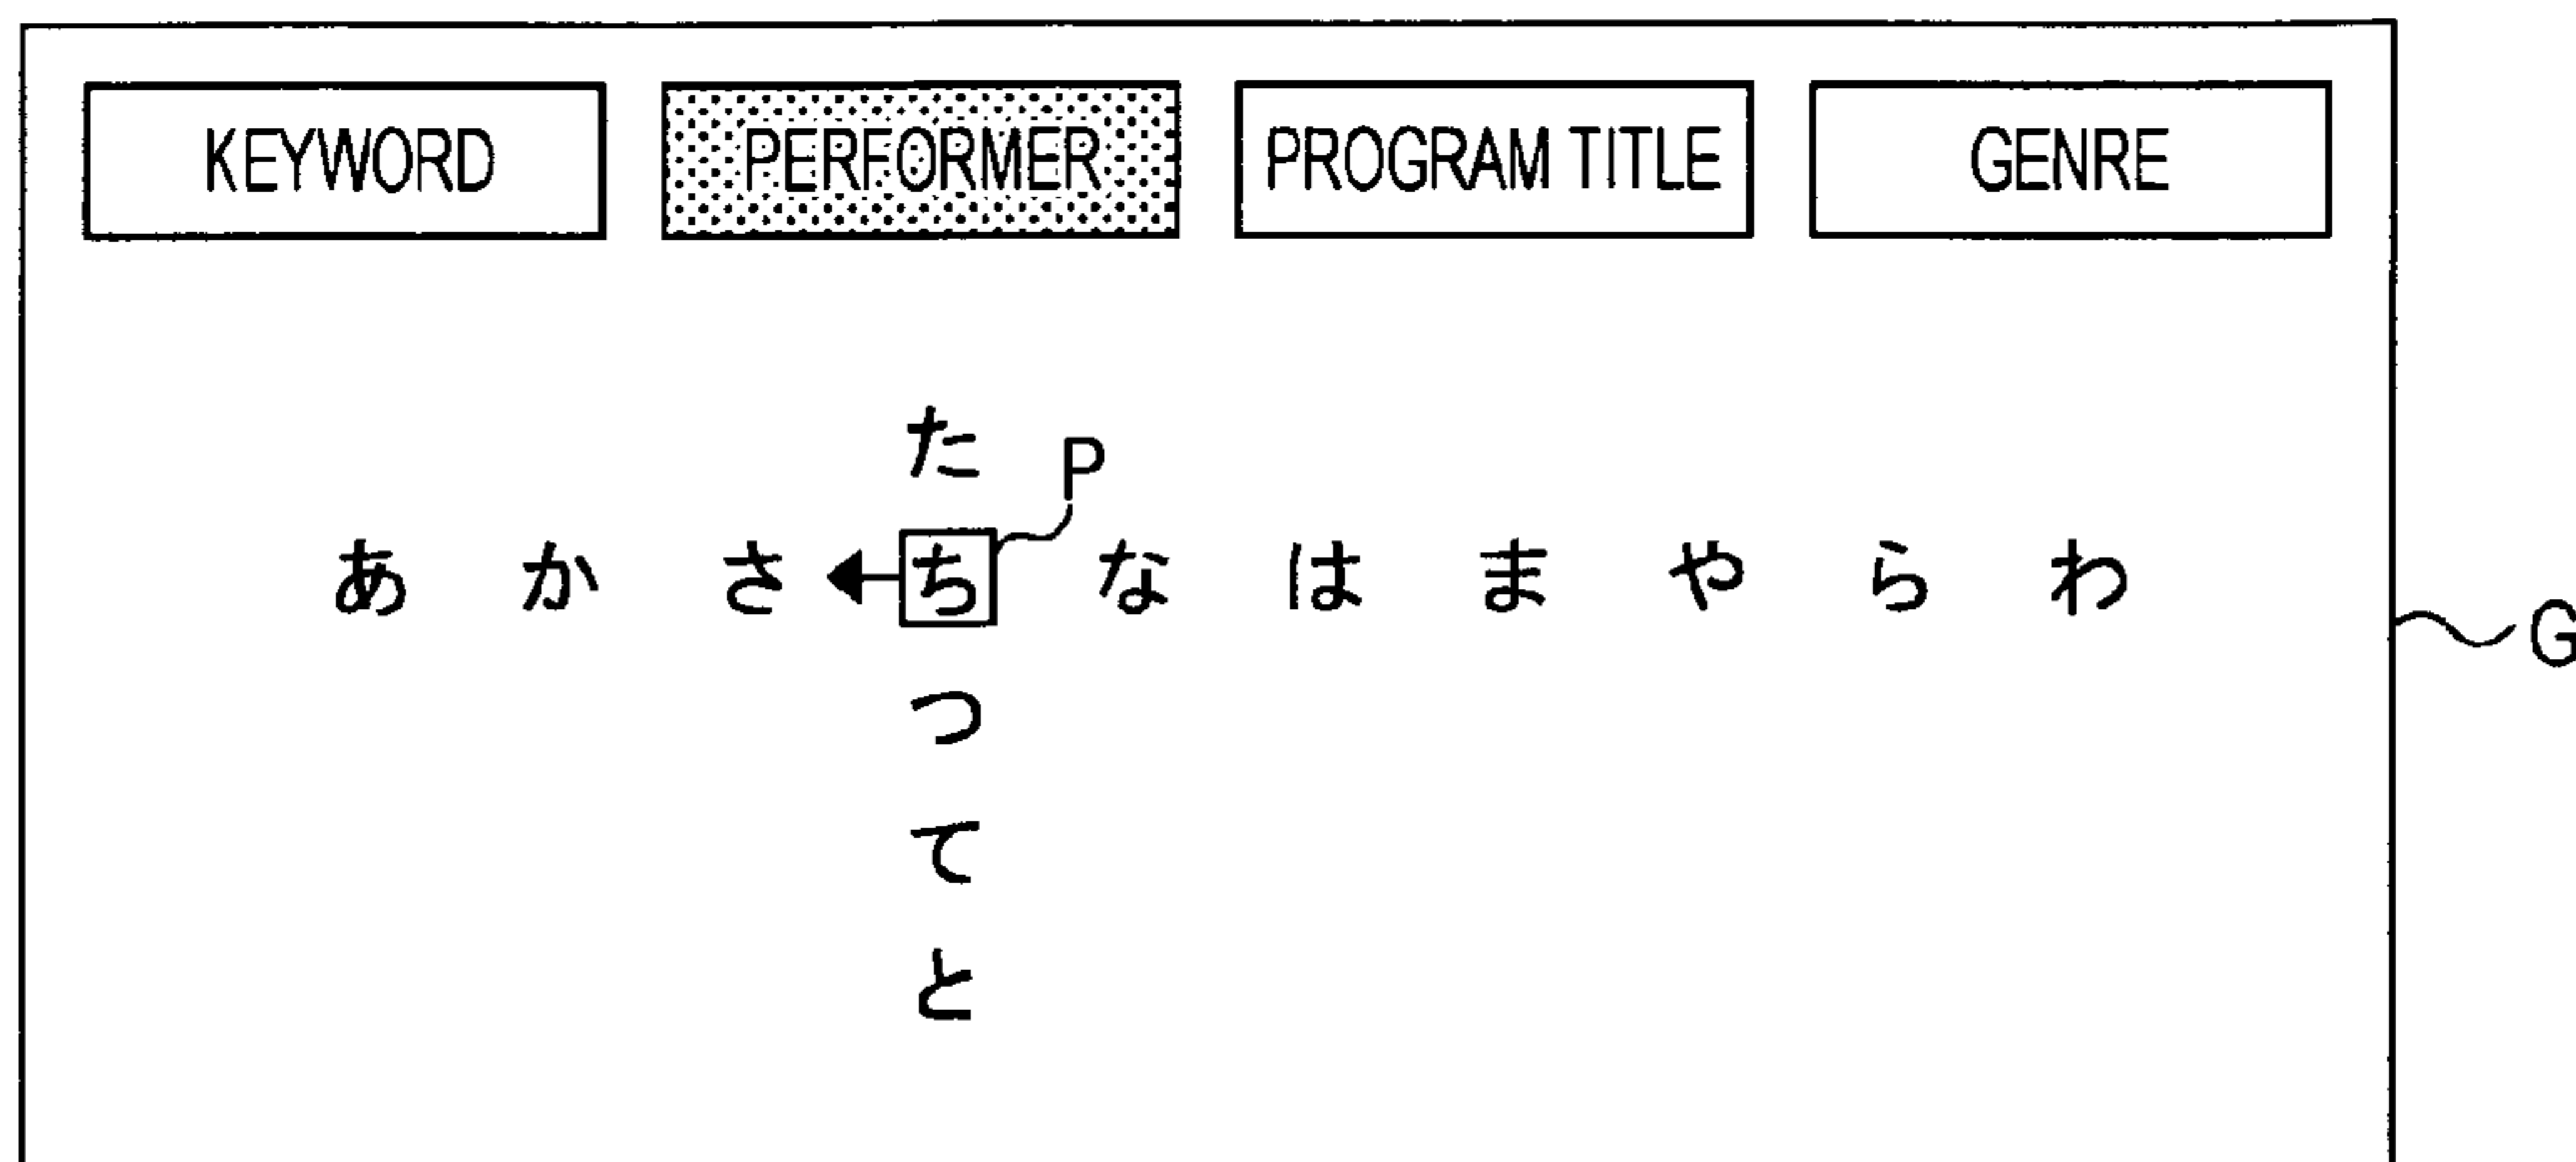 KEYWORD PERFORMER PROGRAM TITLE GENRE
た P
あ か さ ち な は ま や ら わ
G
つ
て
と